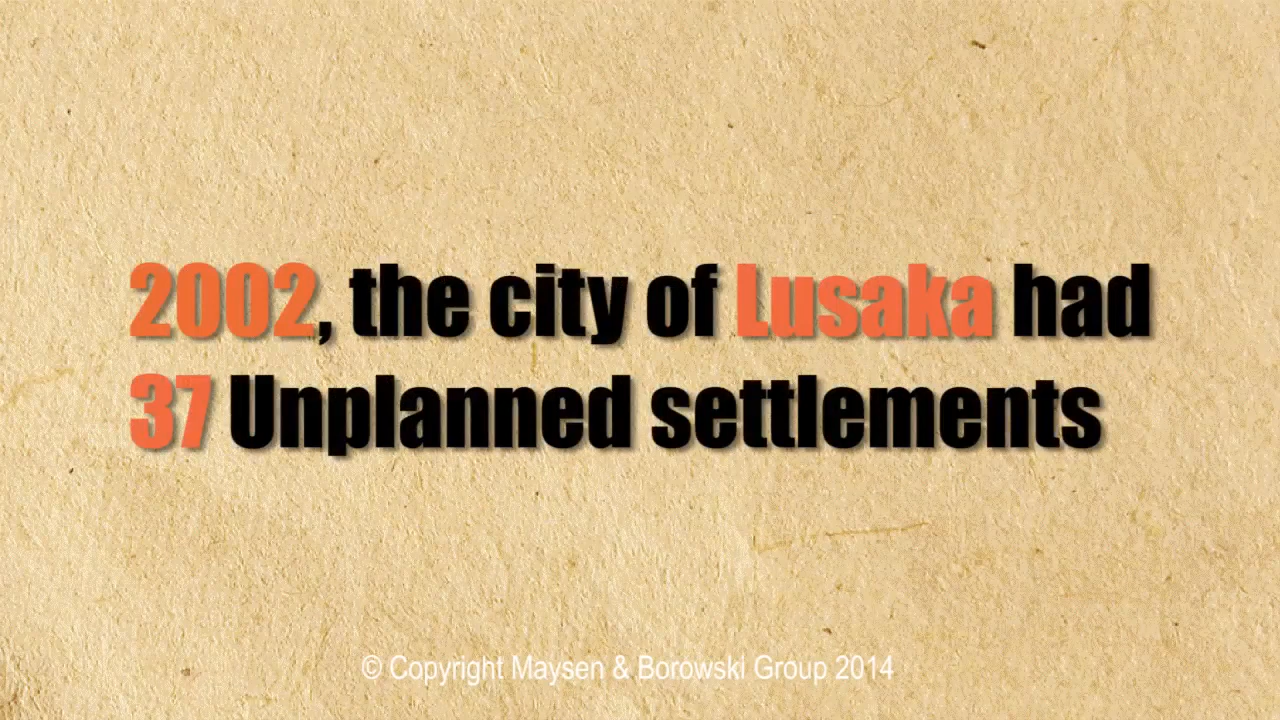 2002, the city of Lusaka had
37 Unplanned settlements
© Copyright Maysen & Borowski Group 2014